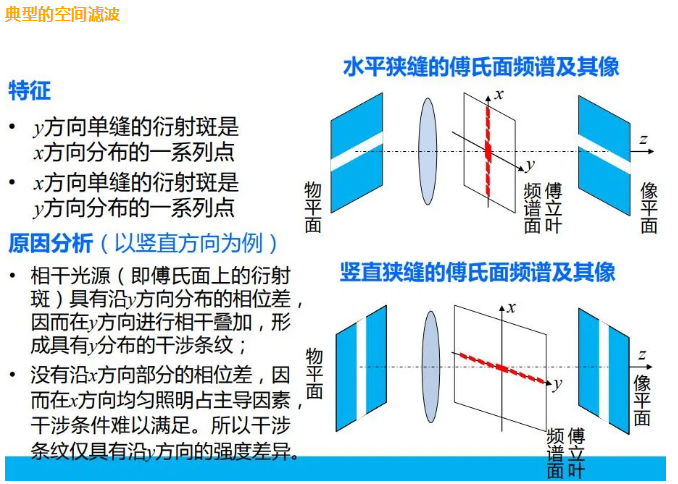 典型的空间滤波
特征
• y方向单缝的衍射斑是
x方向分布的一系列点
• x方向单缝的衍射斑是
y方向分布的一系列点
原因分析（以竖直方向为例）
• 相干光源（即傅氏面上的衍射
斑）具有沿y方向分布的相位差，
因而在y方向进行相干叠加，形
成具有y分布的干涉条纹；
• 没有沿x方向部分的相位差，因
而在x方向均匀照明占主导因素，
干涉条件难以满足。所以干涉
条纹仅具有沿y方向的强度差异。
水平狭缝的傅氏面频谱及其像
x
z
y
物平面
傅立叶
频谱面
像平面
竖直狭缝的傅氏面频谱及其像
x
z
y
物平面
傅立叶
频谱面
像平面